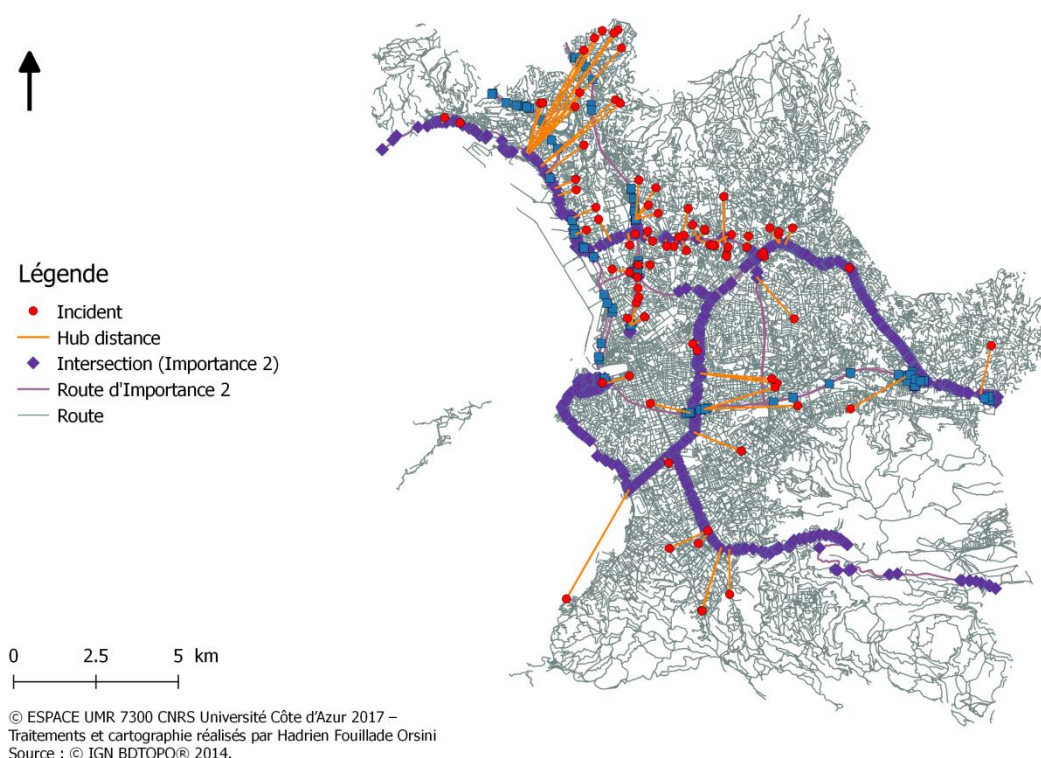 Légende
Incident
Hub distance
Intersection (Importance 2)
Route d'Importance 2
Route
0 2.5 5 km
© ESPACE UMR 7300 CNRS Université Côte d'Azur 2017 –
Traitements et cartographie réalisés par Hadrien Fouillade Orsini
Source : © IGN BDTOPO® 2014.